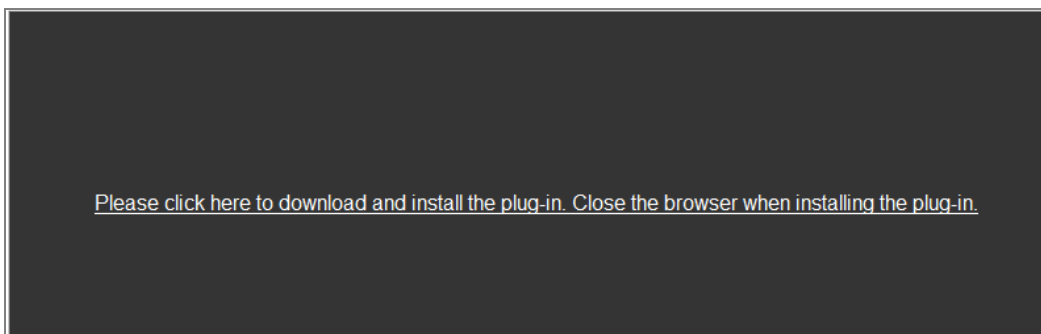 Please click here to download and install the plug-in. Close the browser when installing the plug-in.